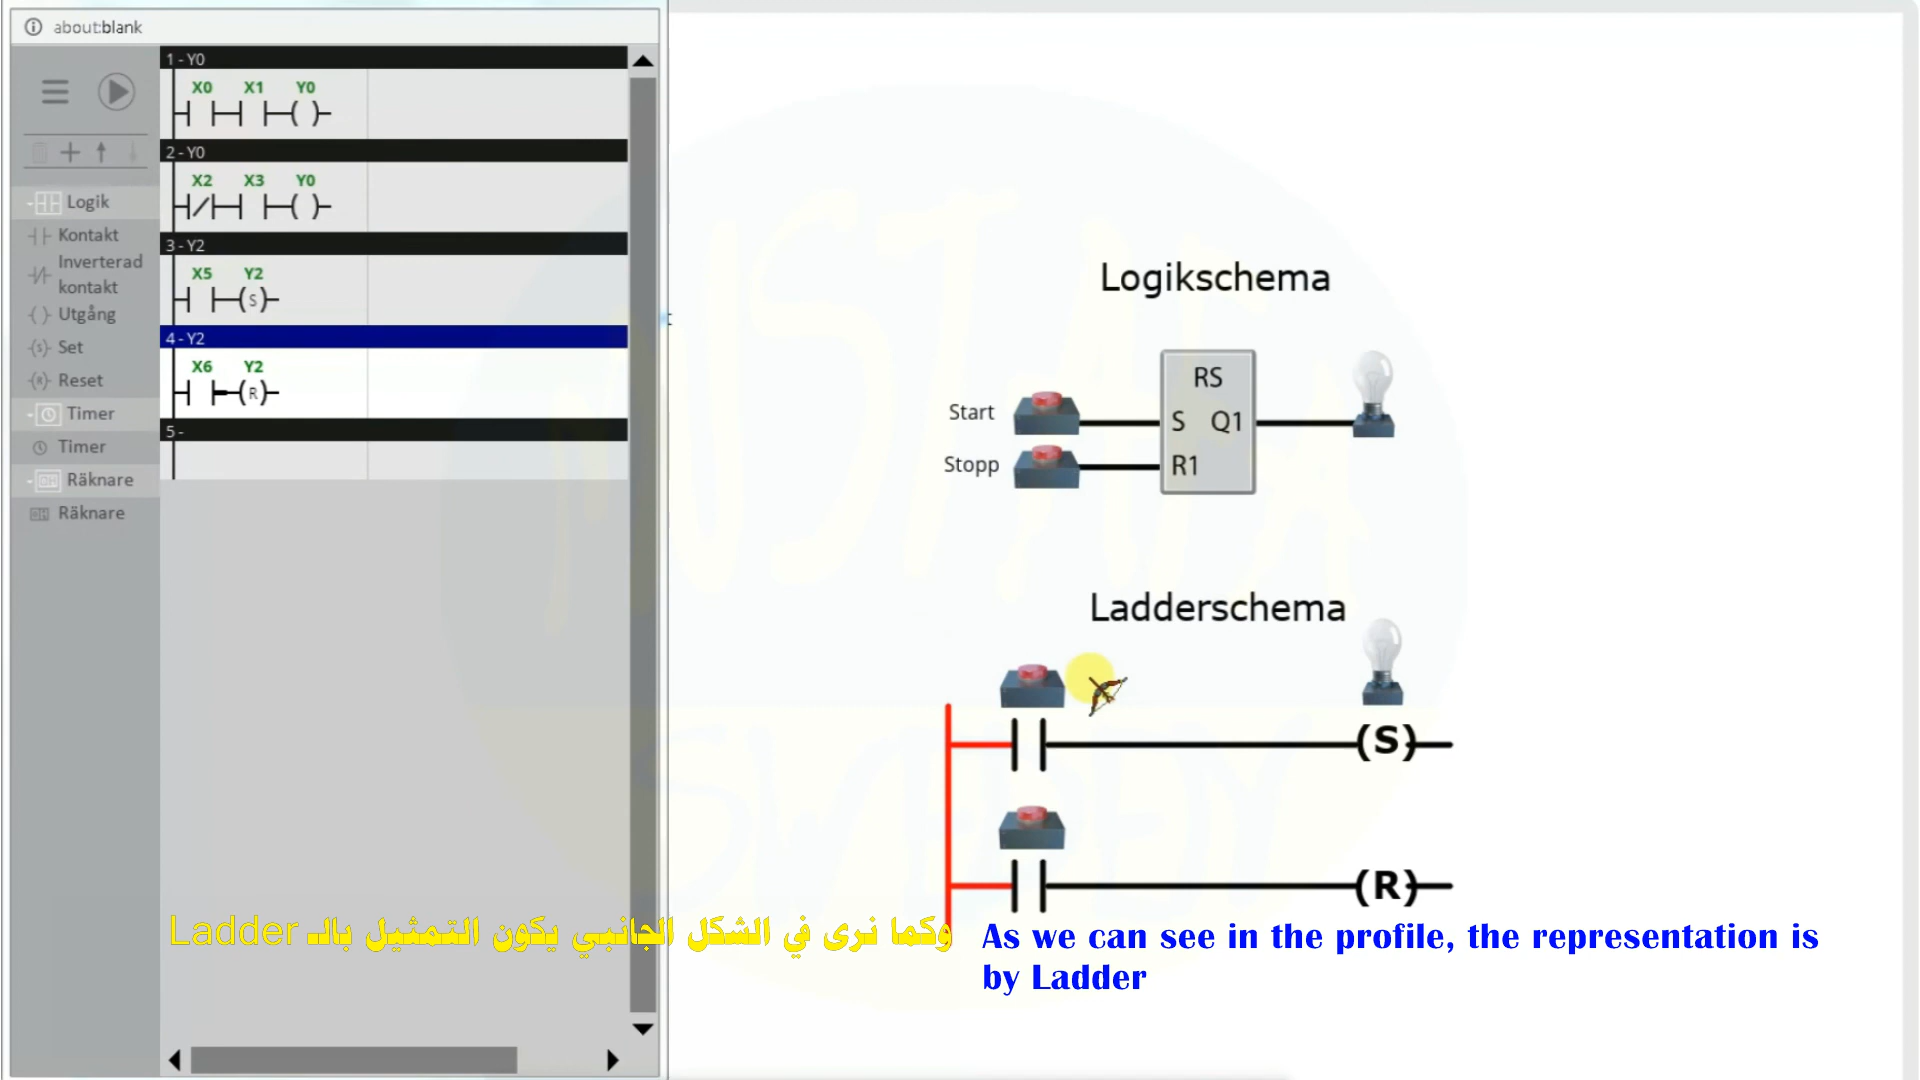 about:blank
1 - Y0
X0 X1 Y0
2 - Y0
X2 X3 Y0
3 - Y2
X5 Y2
S
4 - Y2
X6 Y2
R
5 -
Logik
Kontakt
Inverterad
kontakt
Utgång
Set
Reset
Timer
Timer
Räknare
Räknare
Logikschema
RS
Start
S Q1
Stopp
R1
Ladderschema
(S)
(R)
وكما نرى في الشكل الجانبي يكون التمثيل بالـ Ladder
As we can see in the profile, the representation is
by Ladder